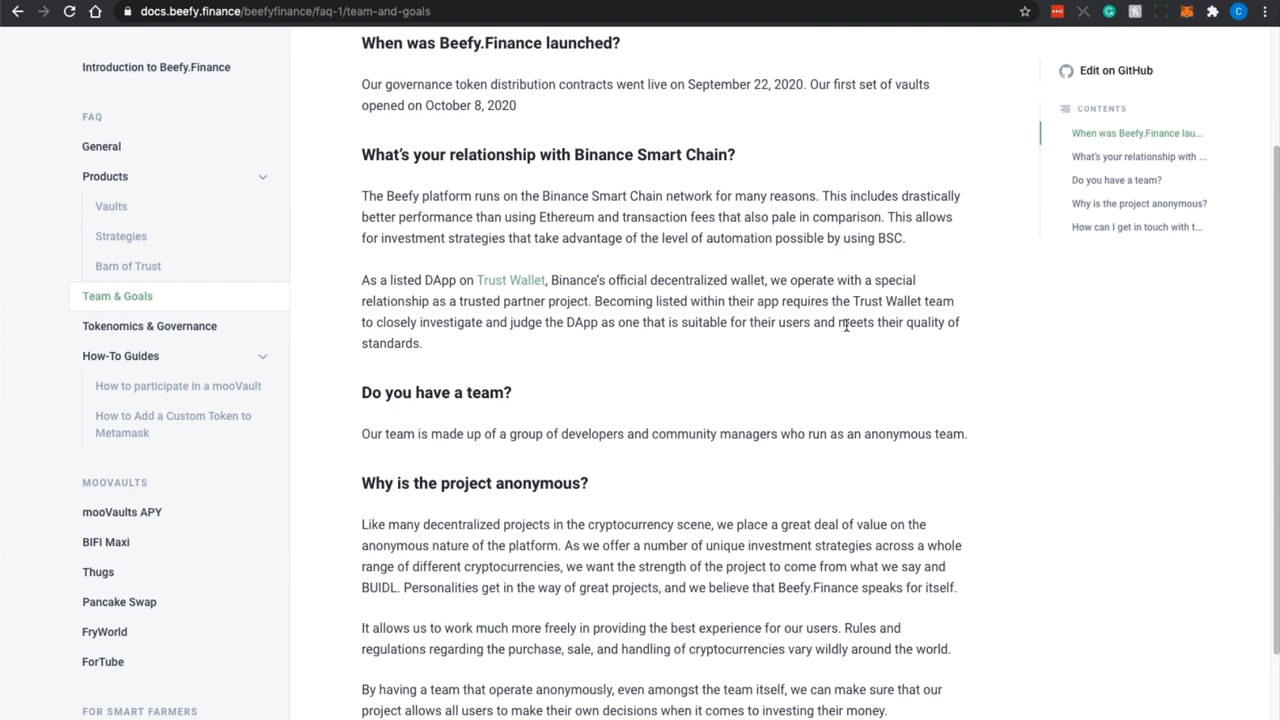 docs.beefy.finance/beefyfinance/faq-1/team-and-goals
C
Introduction to Beefy.Finance
FAQ
General
Products
Vaults
Strategies
Barn of Trust
Team & Goals
Tokenomics & Governance
How-To Guides
How to participate in a mooVault
How to Add a Custom Token to
Metamask
MOOVAULTS
mooVaults APY
BIFI Maxi
Thugs
Pancake Swap
FryWorld
ForTube
FOR SMART FARMERS
When was Beefy.Finance launched?
Our governance token distribution contracts went live on September 22, 2020. Our first set of vaults
opened on October 8, 2020
What's your relationship with Binance Smart Chain?
The Beefy platform runs on the Binance Smart Chain network for many reasons. This includes drastically
better performance than using Ethereum and transaction fees that also pale in comparison. This allows
for investment strategies that take advantage of the level of automation possible by using BSC.
As a listed DApp on Trust Wallet, Binance's official decentralized wallet, we operate with a special
relationship as a trusted partner project. Becoming listed within their app requires the Trust Wallet team
to closely investigate and judge the DApp as one that is suitable for their users and meets their quality of
standards.
Do you have a team?
Our team is made up of a group of developers and community managers who run as an anonymous team.
Why is the project anonymous?
Like many decentralized projects in the cryptocurrency scene, we place a great deal of value on the
anonymous nature of the platform. As we offer a number of unique investment strategies across a whole
range of different cryptocurrencies, we want the strength of the project to come from what we say and
BUIDL. Personalities get in the way of great projects, and we believe that Beefy.Finance speaks for itself.
It allows us to work much more freely in providing the best experience for our users. Rules and
regulations regarding the purchase, sale, and handling of cryptocurrencies vary wildly around the world.
By having a team that operate anonymously, even amongst the team itself, we can make sure that our
project allows all users to make their own decisions when it comes to investing their money.
Edit on GitHub
CONTENTS
When was Beefy.Finance lau...
What's your relationship with ...
Do you have a team?
Why is the project anonymous?
How can I get in touch with t...